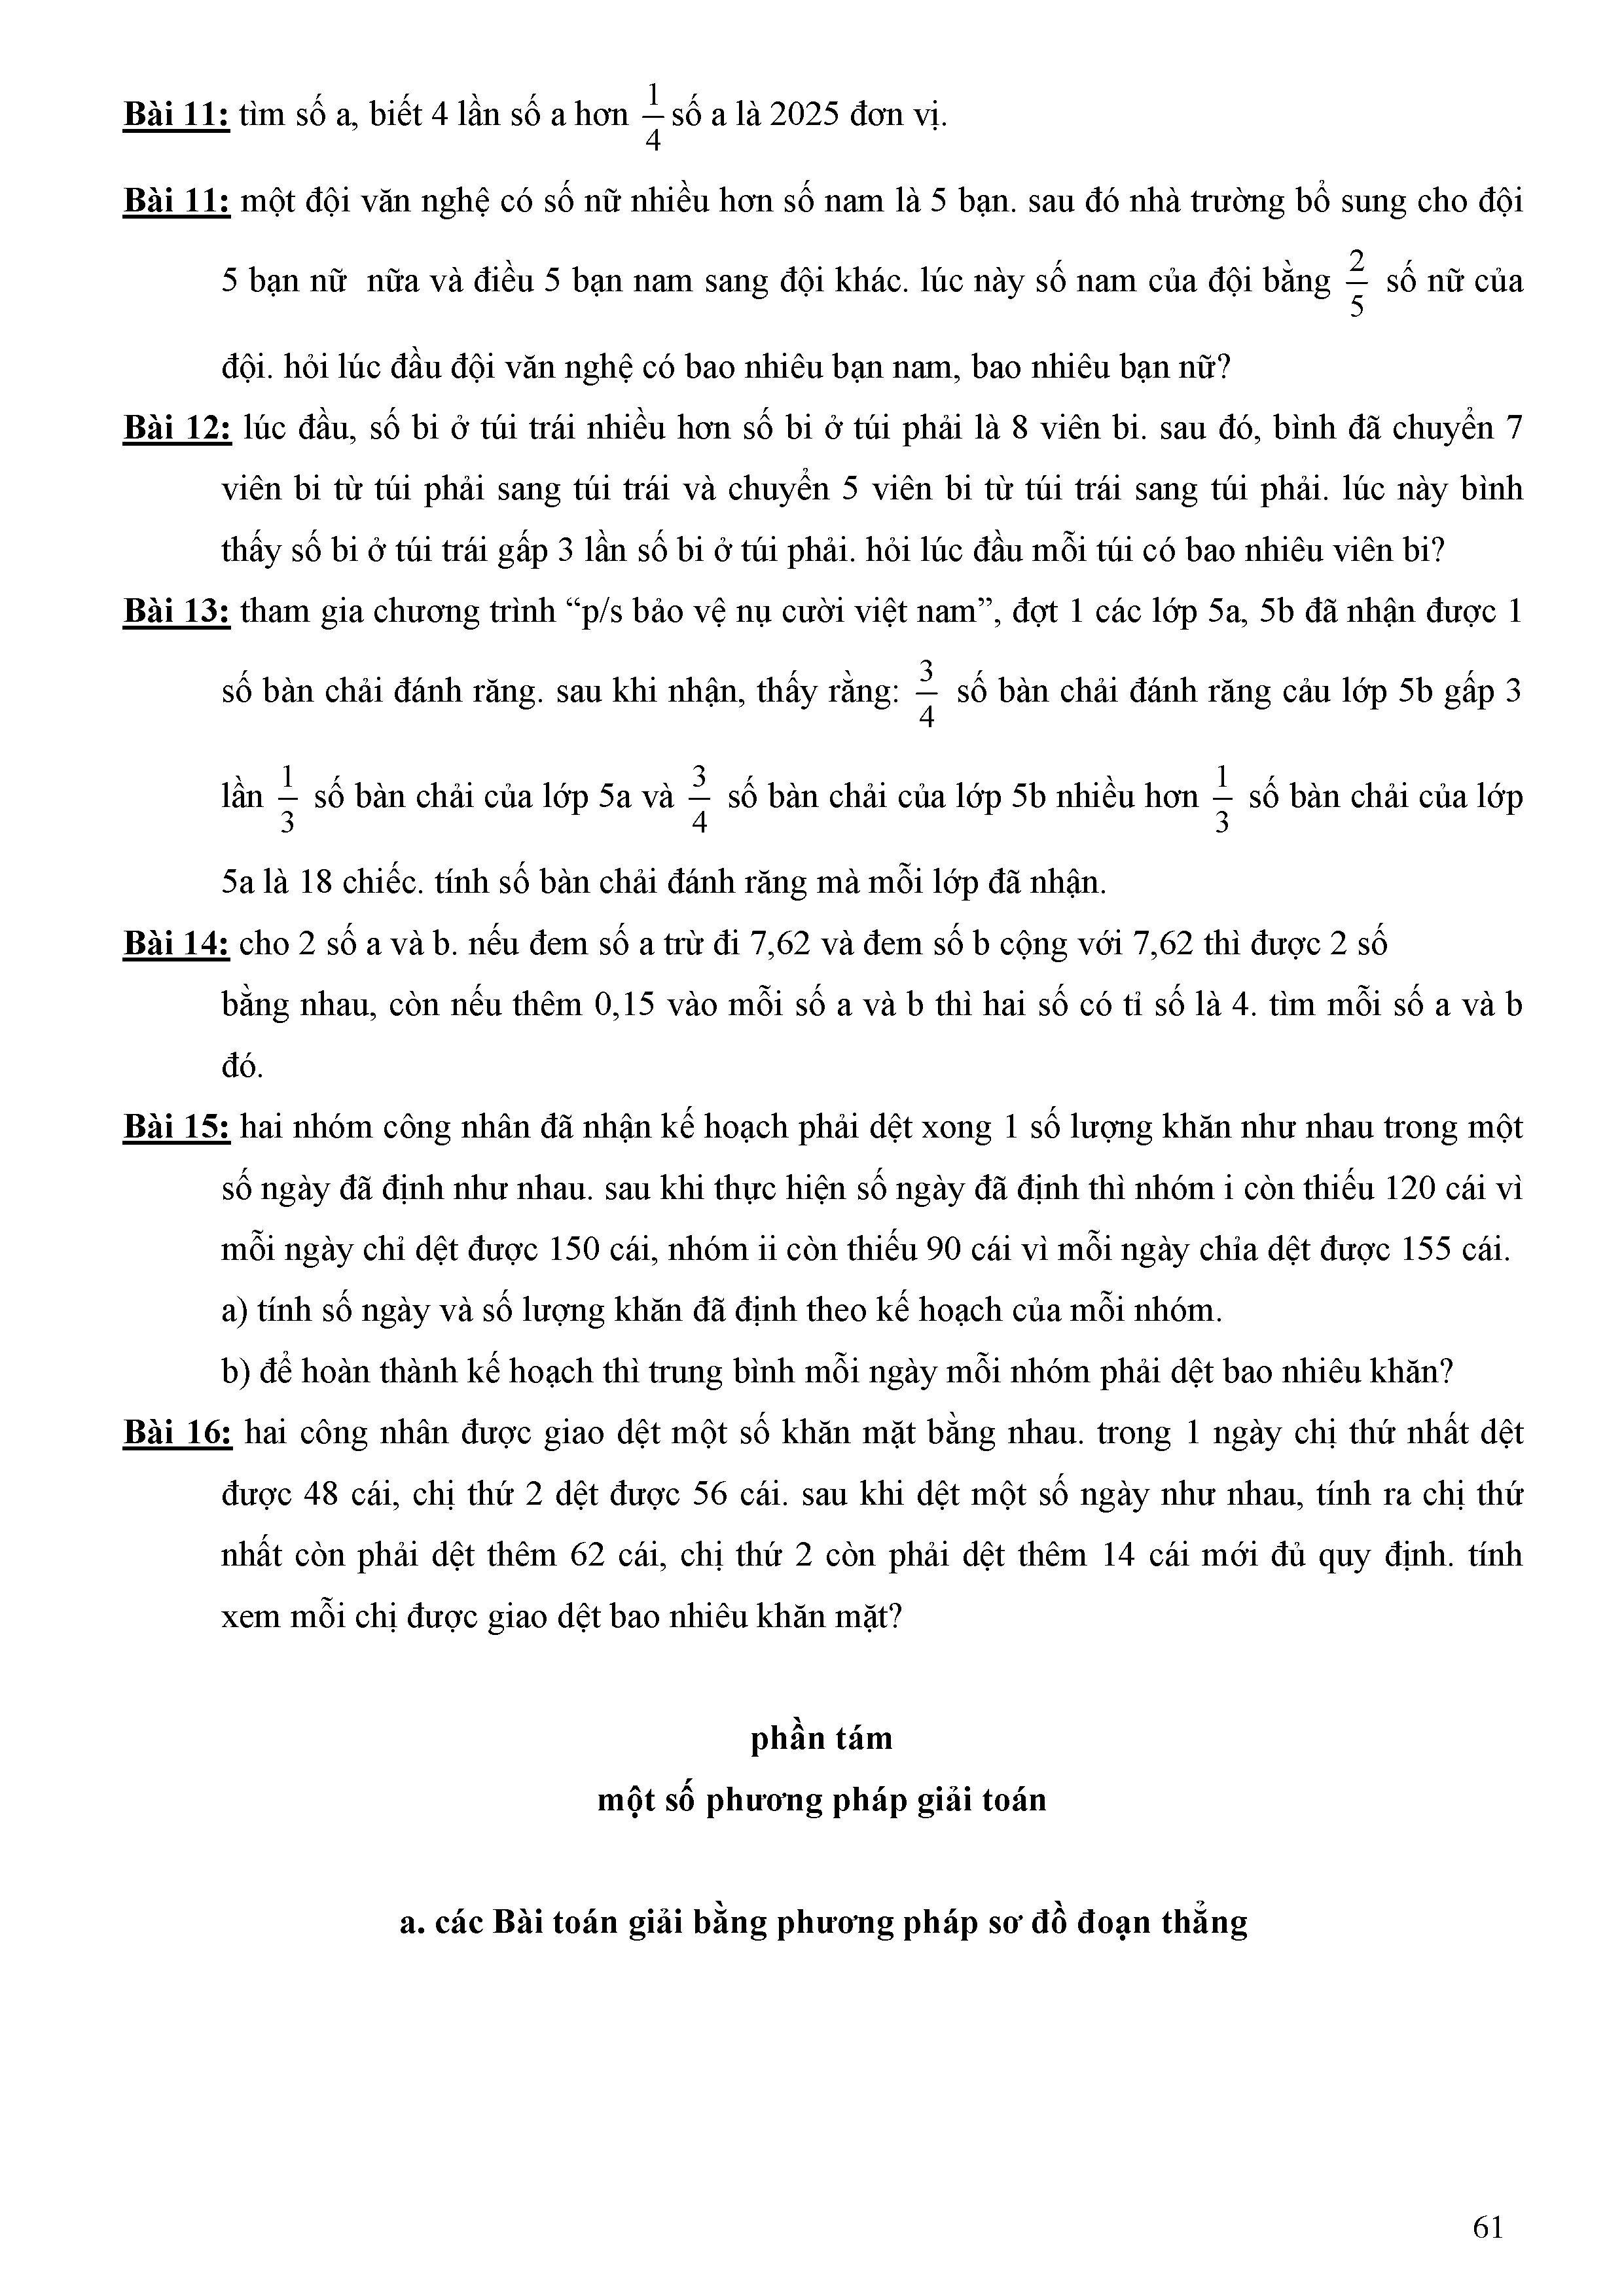 Bài 11: tìm số a, biết 4 lần số a hơn 1/4 số a là 2025 đơn vị.
Bài 11: một đội văn nghệ có số nữ nhiều hơn số nam là 5 bạn. sau đó nhà trường bổ sung cho đội
5 bạn nữ nữa và điều 5 bạn nam sang đội khác. lúc này số nam của đội bằng 2/5 số nữ của
đội. hỏi lúc đầu đội văn nghệ có bao nhiêu bạn nam, bao nhiêu bạn nữ?
Bài 12: lúc đầu, số bi ở túi trái nhiều hơn số bi ở túi phải là 8 viên bi. sau đó, bình đã chuyển 7
viên bi từ túi phải sang túi trái và chuyển 5 viên bi từ túi trái sang túi phải. lúc này bình
thấy số bi ở túi trái gấp 3 lần số bi ở túi phải. hỏi lúc đầu mỗi túi có bao nhiêu viên bi?
Bài 13: tham gia chương trình “p/s bảo vệ nụ cười việt nam”, đợt 1 các lớp 5a, 5b đã nhận được 1
số bàn chải đánh răng. sau khi nhận, thấy rằng: 3/4 số bàn chải đánh răng cảu lớp 5b gấp 3
lần 1/3 số bàn chải của lớp 5a và 3/4 số bàn chải của lớp 5b nhiều hơn 1/3 số bàn chải của lớp
5a là 18 chiếc. tính số bàn chải đánh răng mà mỗi lớp đã nhận.
Bài 14: cho 2 số a và b. nếu đem số a trừ đi 7,62 và đem số b cộng với 7,62 thì được 2 số
bằng nhau, còn nếu thêm 0,15 vào mỗi số a và b thì hai số có tỉ số là 4. tìm mỗi số a và b
đó.
Bài 15: hai nhóm công nhân đã nhận kế hoạch phải dệt xong 1 số lượng khăn như nhau trong một
số ngày đã định như nhau. sau khi thực hiện số ngày đã định thì nhóm i còn thiếu 120 cái vì
mỗi ngày chỉ dệt được 150 cái, nhóm ii còn thiếu 90 cái vì mỗi ngày chỉa dệt được 155 cái.
a) tính số ngày và số lượng khăn đã định theo kế hoạch của mỗi nhóm.
b) để hoàn thành kế hoạch thì trung bình mỗi ngày mỗi nhóm phải dệt bao nhiêu khăn?
Bài 16: hai công nhân được giao dệt một số khăn mặt bằng nhau. trong 1 ngày chị thứ nhất dệt
được 48 cái, chị thứ 2 dệt được 56 cái. sau khi dệt một số ngày như nhau, tính ra chị thứ
nhất còn phải dệt thêm 62 cái, chị thứ 2 còn phải dệt thêm 14 cái mới đủ quy định. tính
xem mỗi chị được giao dệt bao nhiêu khăn mặt?
phần tám
một số phương pháp giải toán
a. các Bài toán giải bằng phương pháp sơ đồ đoạn thẳng
61